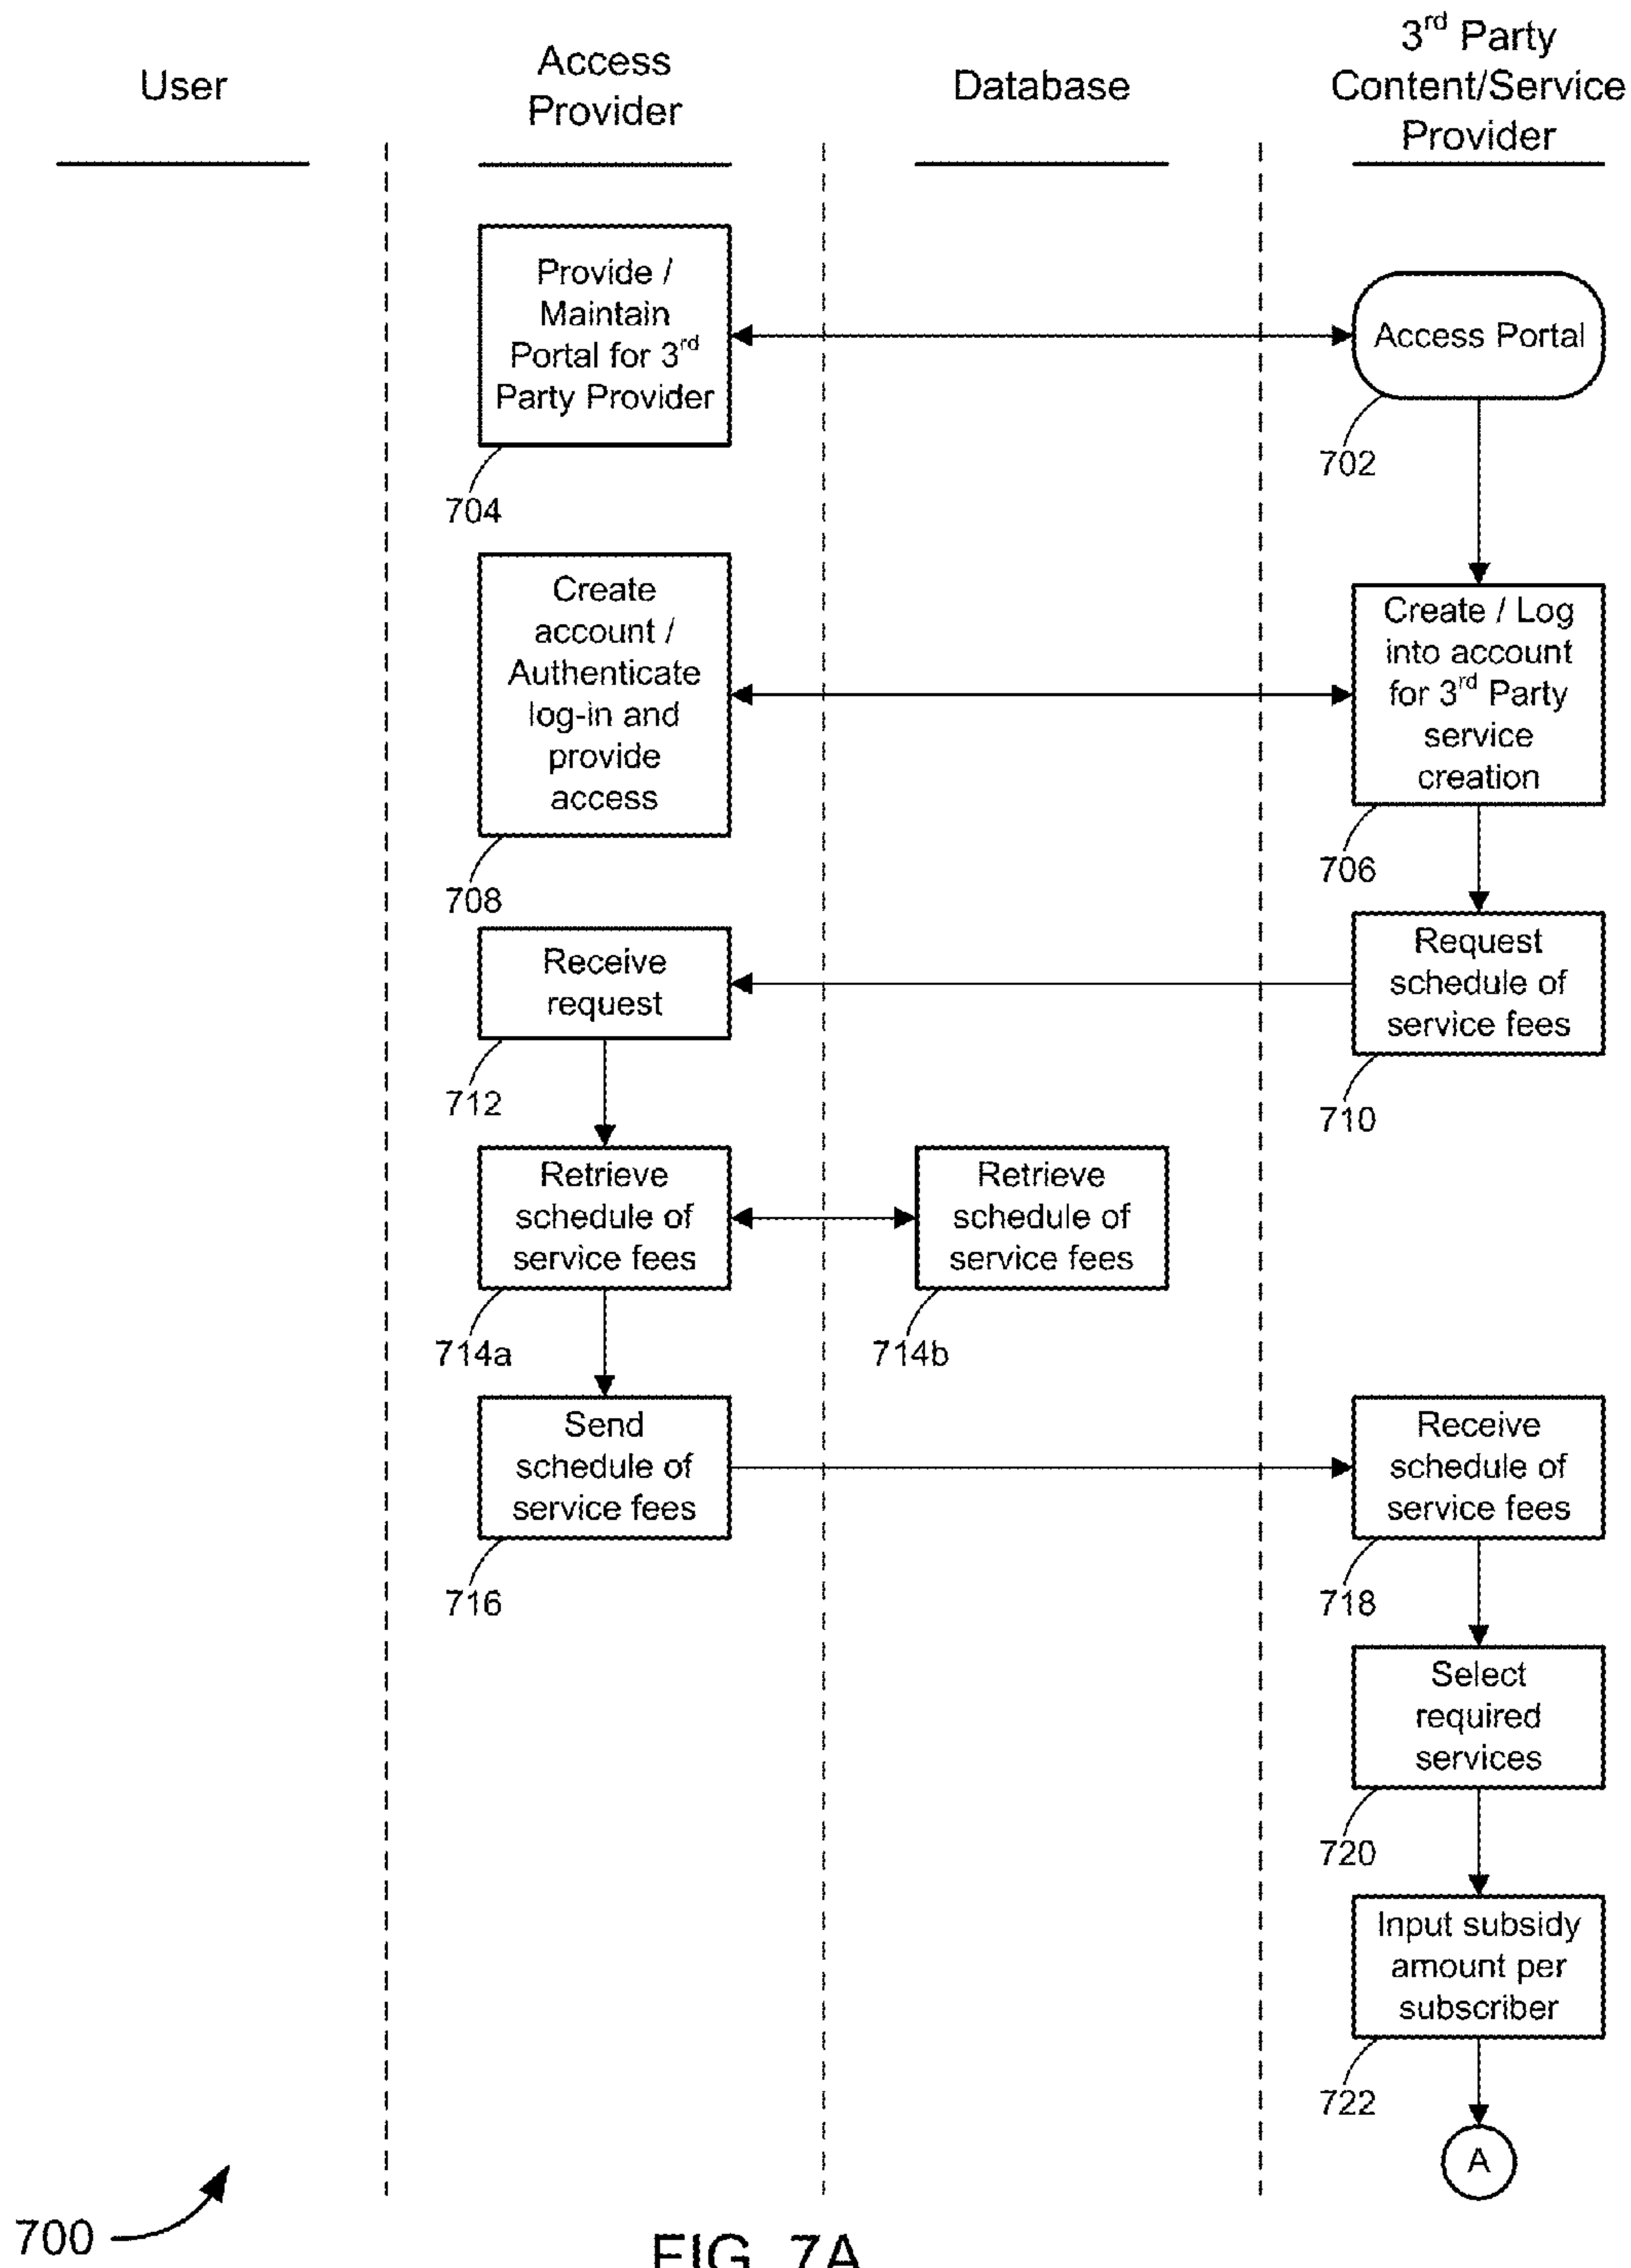 User
Access
Provider
Database
3rd Party
Content/Service
Provider
Provide /
Maintain
Portal for 3rd
Party Provider
704
Access Portal
702
Create
account /
Authenticate
log-in and
provide
access
708
Create / Log
into account
for 3rd Party
service
creation
706
Receive
request
712
Request
schedule of
service fees
710
Retrieve
schedule of
service fees
714a
Retrieve
schedule of
service fees
714b
Send
schedule of
service fees
716
Receive
schedule of
service fees
718
Select
required
services
720
Input subsidy
amount per
subscriber
722
A
700
FIG. 7A